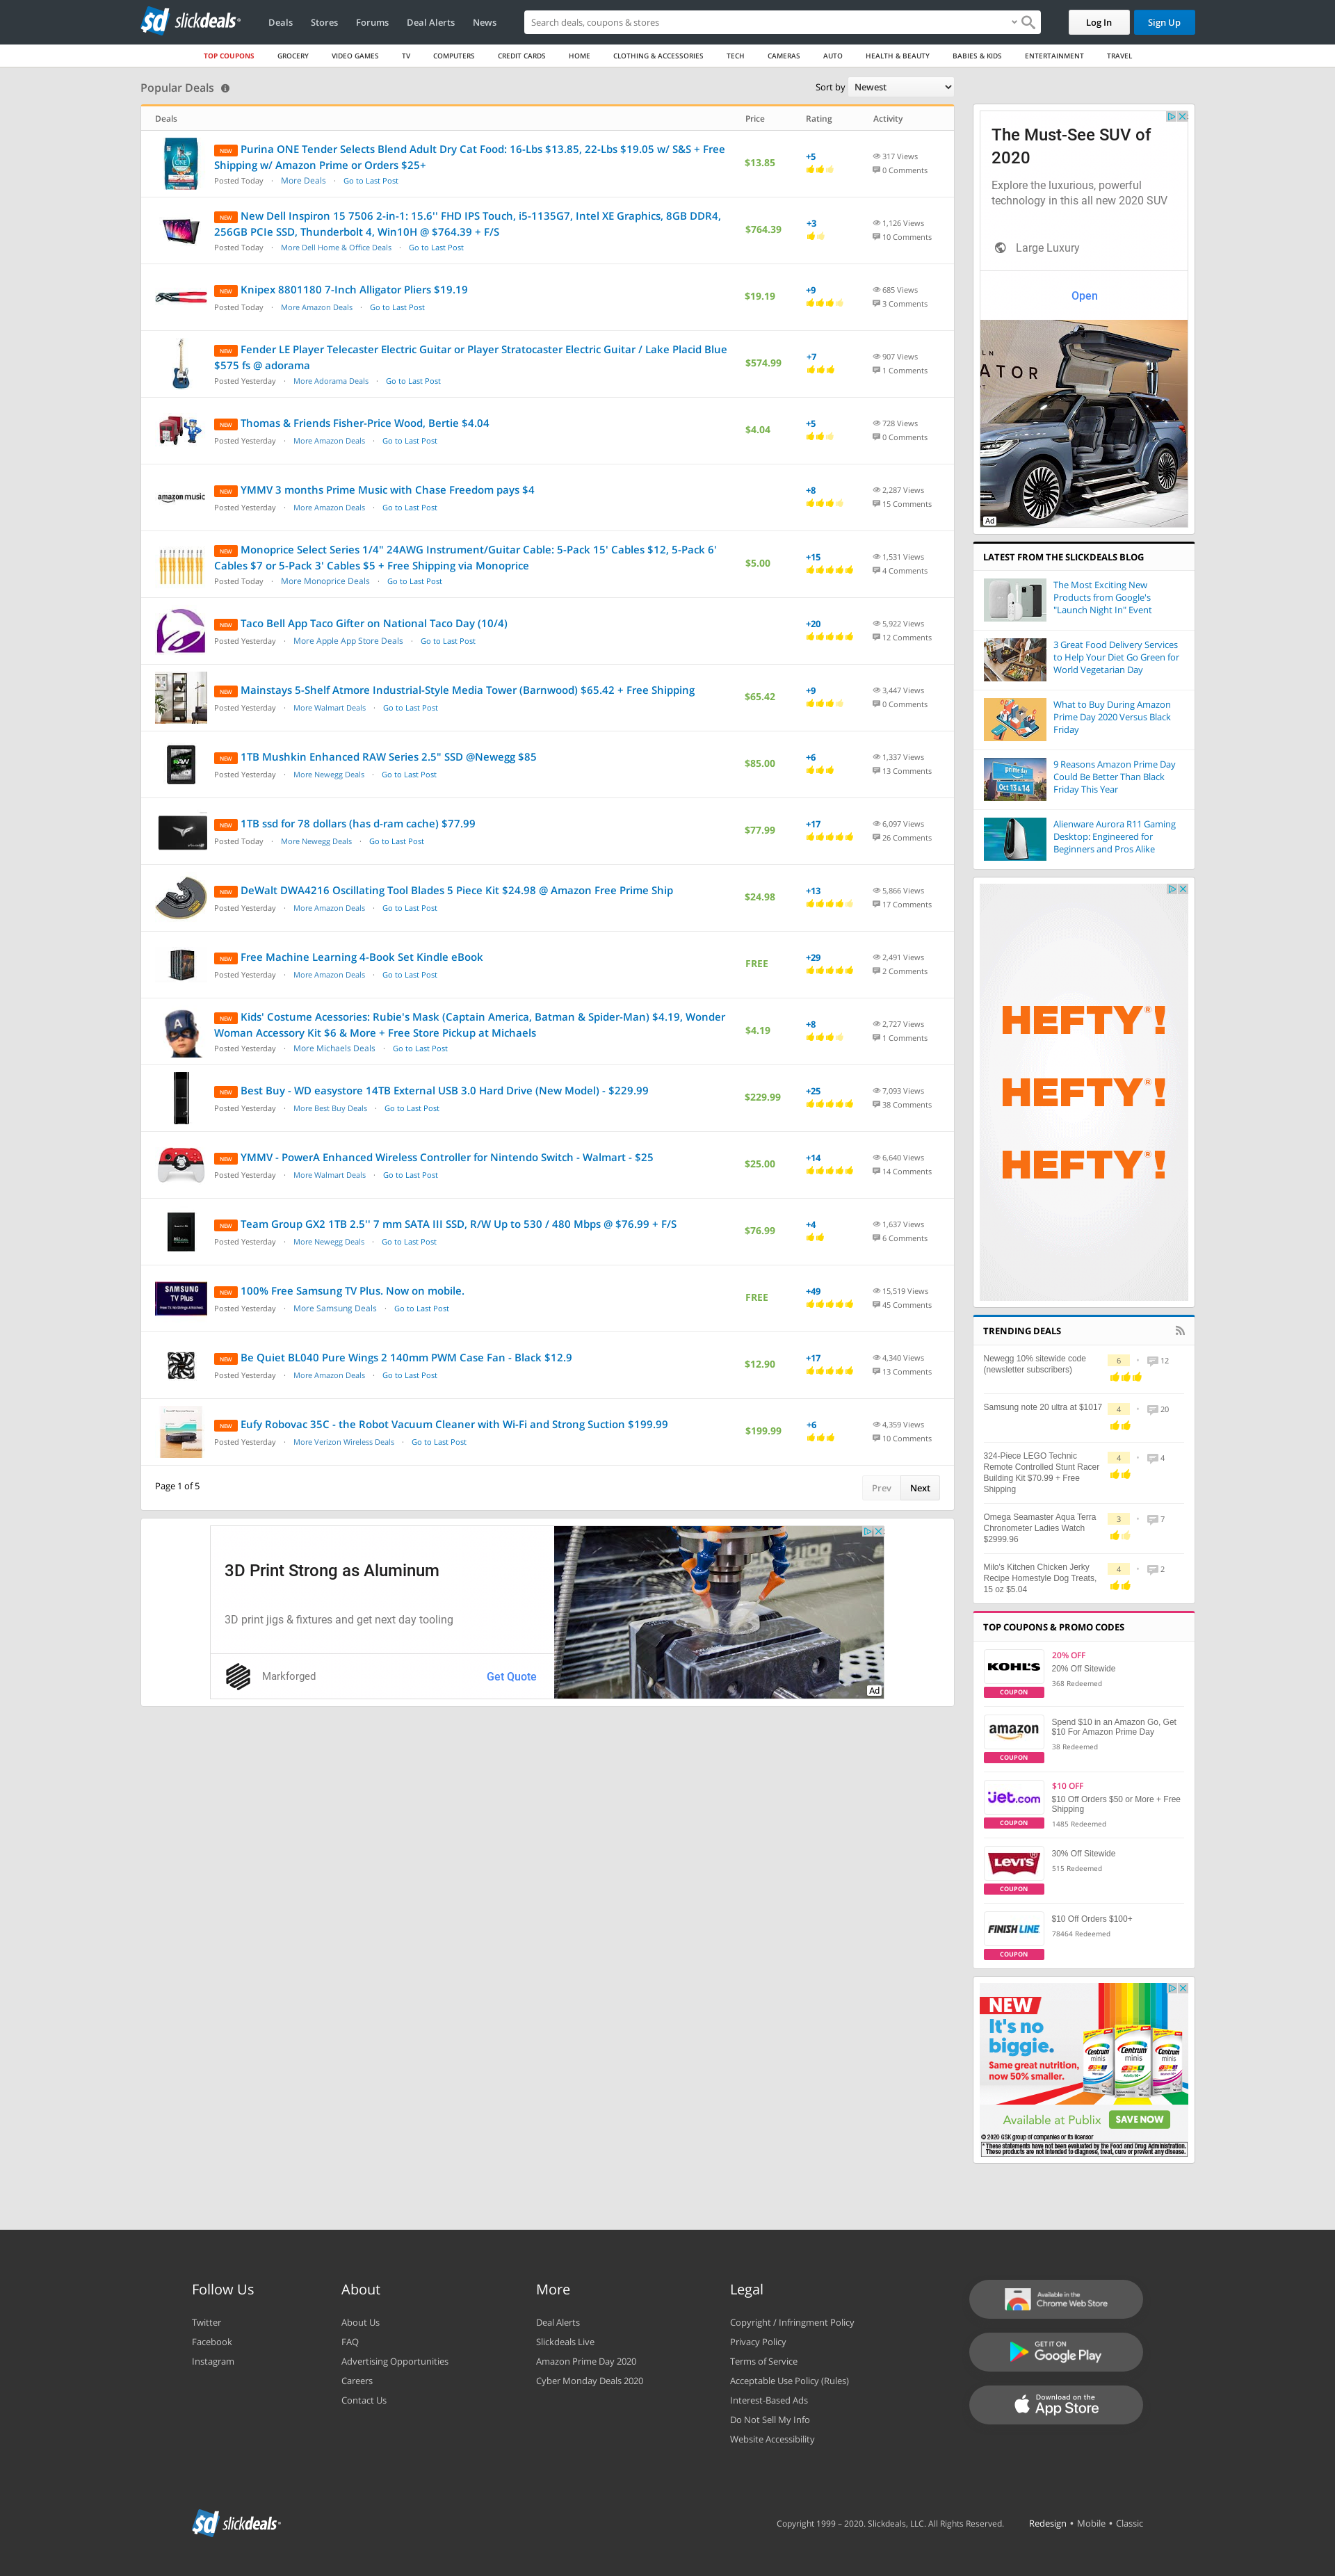 slickdeals
Deals Stores Forums Deal Alerts News
Search deals, coupons & stores
Log In
Sign Up
TOP COUPONS GROCERY VIDEO GAMES TV COMPUTERS CREDIT CARDS HOME CLOTHING & ACCESSORIES TECH CAMERAS AUTO HEALTH & BEAUTY BABIES & KIDS ENTERTAINMENT TRAVEL
Popular Deals
Sort by Newest
Deals Price Rating Activity
NEW Purina ONE Tender Selects Blend Adult Dry Cat Food: 16-Lbs $13.85, 22-Lbs $19.05 w/ S&S + Free
Shipping w/ Amazon Prime or Orders $25+
Posted Today · More Deals · Go to Last Post
$13.85
+5
317 Views
0 Comments
NEW New Dell Inspiron 15 7506 2-in-1: 15.6'' FHD IPS Touch, i5-1135G7, Intel XE Graphics, 8GB DDR4,
256GB PCIe SSD, Thunderbolt 4, Win10H @ $764.39 + F/S
Posted Today · More Dell Home & Office Deals · Go to Last Post
$764.39
+3
1,126 Views
10 Comments
NEW Knipex 8801180 7-Inch Alligator Pliers $19.19
Posted Today · More Amazon Deals · Go to Last Post
$19.19
+9
685 Views
3 Comments
NEW Fender LE Player Telecaster Electric Guitar or Player Stratocaster Electric Guitar / Lake Placid Blue
$575 fs @ adorama
Posted Yesterday · More Adorama Deals · Go to Last Post
$574.99
+7
907 Views
1 Comments
NEW Thomas & Friends Fisher-Price Wood, Bertie $4.04
Posted Yesterday · More Amazon Deals · Go to Last Post
$4.04
+5
728 Views
0 Comments
amazon music
NEW YMMV 3 months Prime Music with Chase Freedom pays $4
Posted Yesterday · More Amazon Deals · Go to Last Post
+8
2,287 Views
15 Comments
NEW Monoprice Select Series 1/4" 24AWG Instrument/Guitar Cable: 5-Pack 15' Cables $12, 5-Pack 6'
Cables $7 or 5-Pack 3' Cables $5 + Free Shipping via Monoprice
Posted Today · More Monoprice Deals · Go to Last Post
$5.00
+15
1,531 Views
4 Comments
NEW Taco Bell App Taco Gifter on National Taco Day (10/4)
Posted Yesterday · More Apple App Store Deals · Go to Last Post
+20
5,922 Views
12 Comments
NEW Mainstays 5-Shelf Atmore Industrial-Style Media Tower (Barnwood) $65.42 + Free Shipping
Posted Yesterday · More Walmart Deals · Go to Last Post
$65.42
+9
3,447 Views
0 Comments
NEW 1TB Mushkin Enhanced RAW Series 2.5" SSD @Newegg $85
Posted Yesterday · More Newegg Deals · Go to Last Post
$85.00
+6
1,337 Views
13 Comments
NEW 1TB ssd for 78 dollars (has d-ram cache) $77.99
Posted Today · More Newegg Deals · Go to Last Post
$77.99
+17
6,097 Views
26 Comments
NEW DeWalt DWA4216 Oscillating Tool Blades 5 Piece Kit $24.98 @ Amazon Free Prime Ship
Posted Yesterday · More Amazon Deals · Go to Last Post
$24.98
+13
5,866 Views
17 Comments
NEW Free Machine Learning 4-Book Set Kindle eBook
Posted Yesterday · More Amazon Deals · Go to Last Post
FREE
+29
2,491 Views
2 Comments
NEW Kids' Costume Acessories: Rubie's Mask (Captain America, Batman & Spider-Man) $4.19, Wonder
Woman Accessory Kit $6 & More + Free Store Pickup at Michaels
Posted Yesterday · More Michaels Deals · Go to Last Post
$4.19
+8
2,727 Views
1 Comments
NEW Best Buy - WD easystore 14TB External USB 3.0 Hard Drive (New Model) - $229.99
Posted Yesterday · More Best Buy Deals · Go to Last Post
$229.99
+25
7,093 Views
38 Comments
NEW YMMV - PowerA Enhanced Wireless Controller for Nintendo Switch - Walmart - $25
Posted Yesterday · More Walmart Deals · Go to Last Post
$25.00
+14
6,640 Views
14 Comments
NEW Team Group GX2 1TB 2.5'' 7 mm SATA III SSD, R/W Up to 530 / 480 Mbps @ $76.99 + F/S
Posted Yesterday · More Newegg Deals · Go to Last Post
$76.99
+4
1,637 Views
6 Comments
SAMSUNG
TV Plus
NEW 100% Free Samsung TV Plus. Now on mobile.
Posted Yesterday · More Samsung Deals · Go to Last Post
FREE
+49
15,519 Views
45 Comments
NEW Be Quiet BL040 Pure Wings 2 140mm PWM Case Fan - Black $12.9
Posted Yesterday · More Amazon Deals · Go to Last Post
$12.90
+17
4,340 Views
13 Comments
NEW Eufy Robovac 35C - the Robot Vacuum Cleaner with Wi-Fi and Strong Suction $199.99
Posted Yesterday · More Verizon Wireless Deals · Go to Last Post
$199.99
+6
4,359 Views
10 Comments
Page 1 of 5
Prev Next
3D Print Strong as Aluminum
3D print jigs & fixtures and get next day tooling
Markforged
Get Quote
Ad
The Must-See SUV of
2020
Explore the luxurious, powerful
technology in this all new 2020 SUV
Large Luxury
Open
Ad
LATEST FROM THE SLICKDEALS BLOG
The Most Exciting New
Products from Google's
"Launch Night In" Event
3 Great Food Delivery Services
to Help Your Diet Go Green for
World Vegetarian Day
What to Buy During Amazon
Prime Day 2020 Versus Black
Friday
prime day
Oct 13&14
9 Reasons Amazon Prime Day
Could Be Better Than Black
Friday This Year
Alienware Aurora R11 Gaming
Desktop: Engineered for
Beginners and Pros Alike
HEFTY®!
HEFTY®!
HEFTY®!
TRENDING DEALS
Newegg 10% sitewide code
(newsletter subscribers)
6 • 12
Samsung note 20 ultra at $1017
4 • 20
324-Piece LEGO Technic
Remote Controlled Stunt Racer
Building Kit $70.99 + Free
Shipping
4 • 4
Omega Seamaster Aqua Terra
Chronometer Ladies Watch
$2999.96
3 • 7
Milo's Kitchen Chicken Jerky
Recipe Homestyle Dog Treats,
15 oz $5.04
4 • 2
TOP COUPONS & PROMO CODES
KOHL'S
COUPON
20% OFF
20% Off Sitewide
368 Redeemed
amazon
COUPON
Spend $10 in an Amazon Go, Get
$10 For Amazon Prime Day
38 Redeemed
jet.com
COUPON
$10 OFF
$10 Off Orders $50 or More + Free
Shipping
1485 Redeemed
LEVI'S
COUPON
30% Off Sitewide
515 Redeemed
FINISH LINE
COUPON
$10 Off Orders $100+
78464 Redeemed
NEW
It's no
biggie.
Same great nutrition,
now 50% smaller.*
Centrum
minis
Centrum
minis
Centrum
minis
Available at Publix
SAVE NOW
© 2020 GSK group of companies or its licensor
* These statements have not been evaluated by the Food and Drug Administration.
These products are not intended to diagnose, treat, cure or prevent any disease.
Follow Us
Twitter
Facebook
Instagram
About
About Us
FAQ
Advertising Opportunities
Careers
Contact Us
More
Deal Alerts
Slickdeals Live
Amazon Prime Day 2020
Cyber Monday Deals 2020
Legal
Copyright / Infringment Policy
Privacy Policy
Terms of Service
Acceptable Use Policy (Rules)
Interest-Based Ads
Do Not Sell My Info
Website Accessibility
Available in the
Chrome Web Store
GET IT ON
Google Play
Download on the
App Store
slickdeals
Copyright 1999 – 2020. Slickdeals, LLC. All Rights Reserved.
Redesign • Mobile • Classic